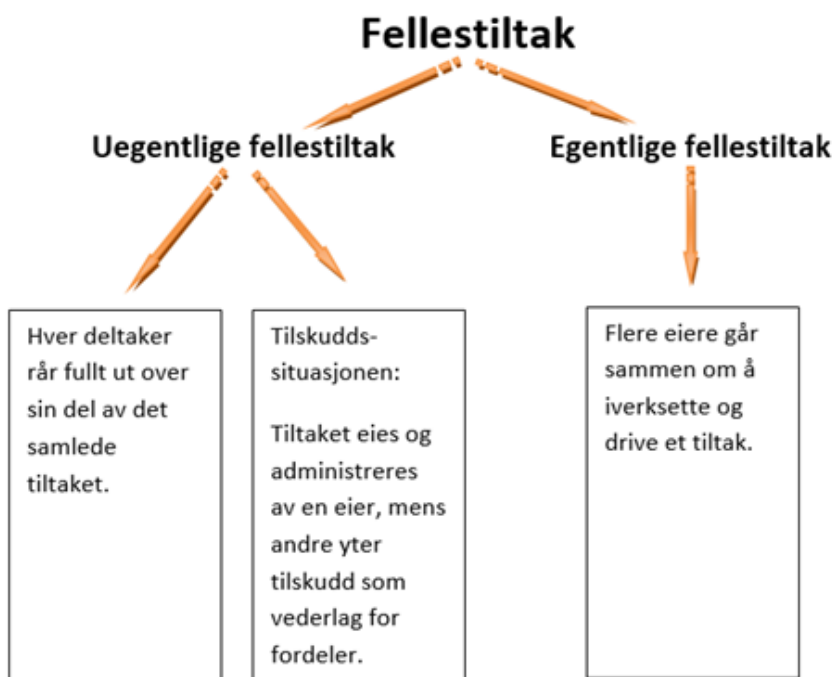 Fellestiltak
Uegentlige fellestiltak
Egentlige fellestiltak
Hver deltaker
rår fullt ut over
sin del av det
samlede
tiltaket.
Tilskudds-
situasjonen:
Tiltaket eies og
administreres
av en eier, mens
andre yter
tilskudd som
vederlag for
fordeler.
Flere eiere går
sammen om å
iverksette og
drive et tiltak.